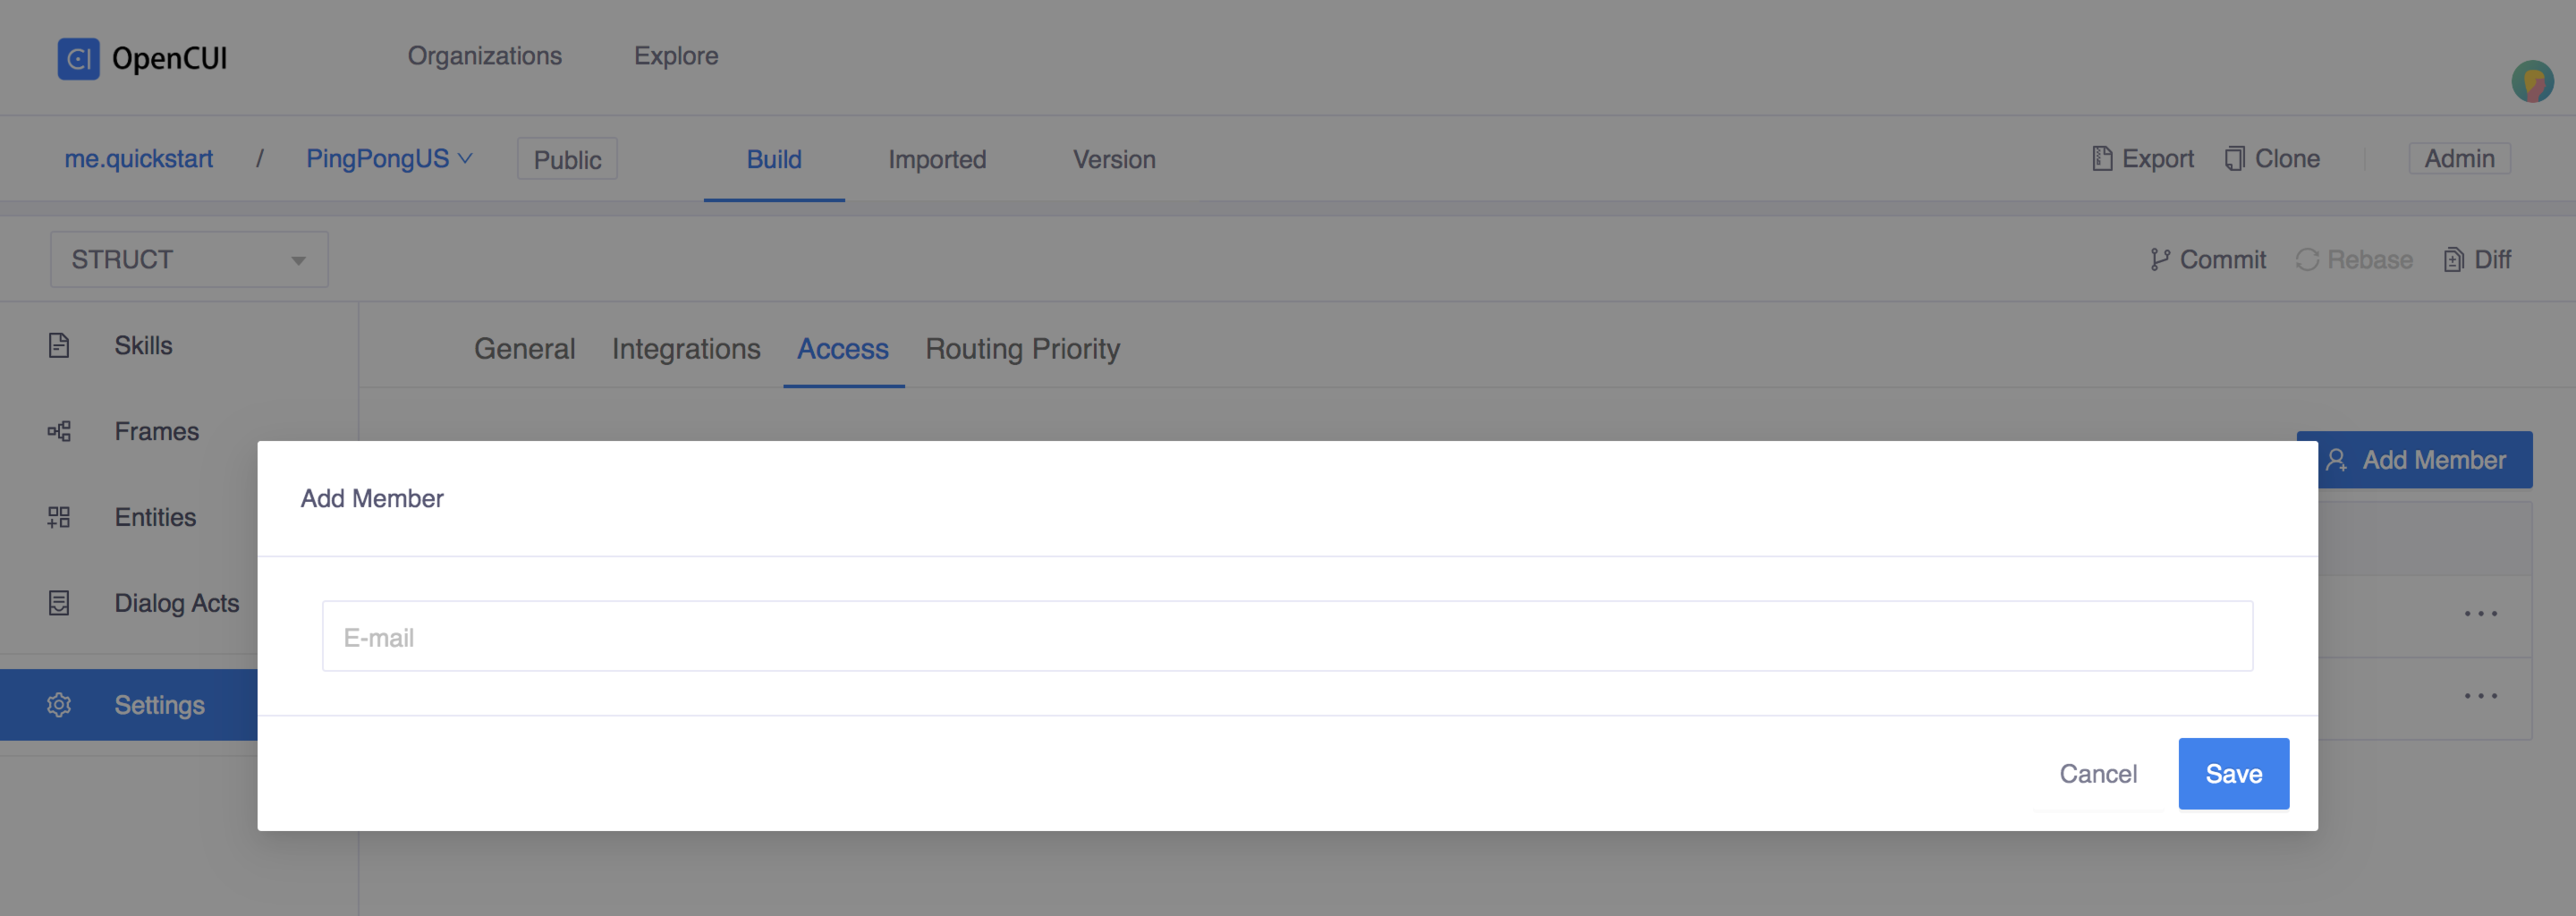 CI OpenCUI Organizations Explore
me.quickstart / PingPongUS Public Build Imported Version Export Clone Admin
STRUCT Commit Rebase Diff
Skills General Integrations Access Routing Priority
Frames
Add Member
Add Member
Entities
E-mail
Dialog Acts
Settings
Cancel Save